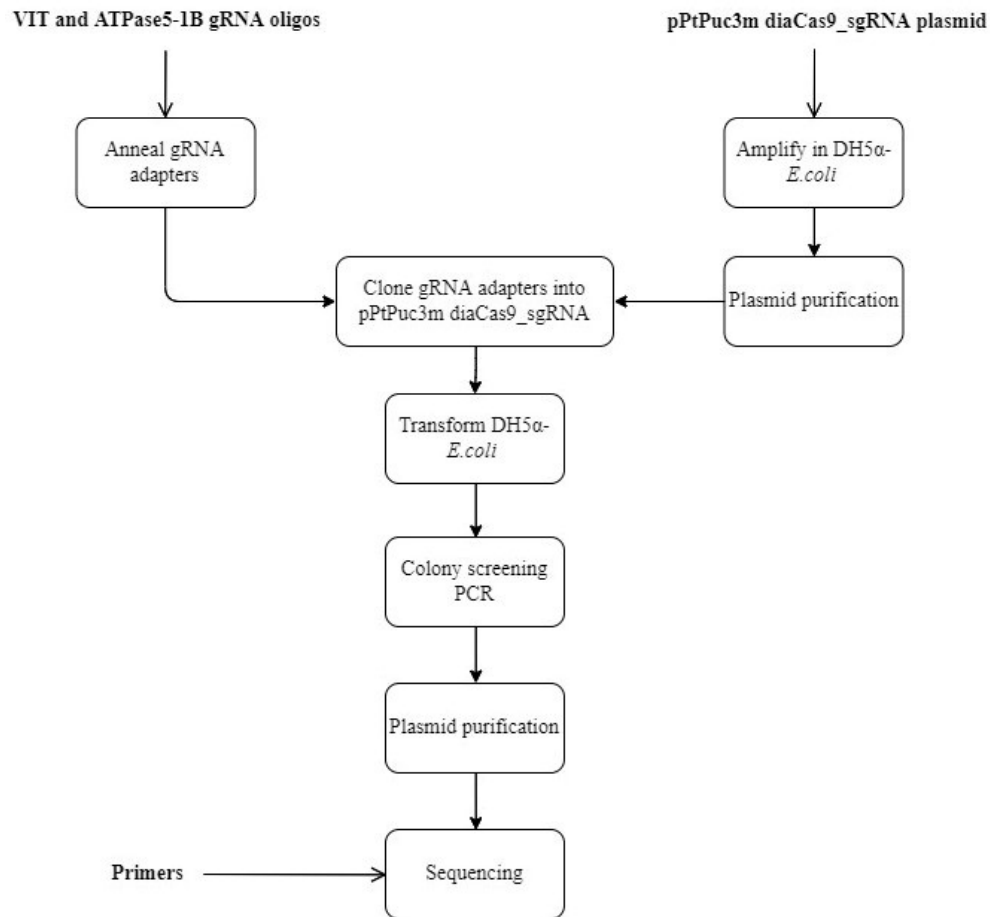 VIT and ATPase5-1B gRNA oligos
pPtPuc3m diaCas9_sgRNA plasmid
Anneal gRNA
adapters
Amplify in DH5α-
E.coli
Clone gRNA adapters into
pPtPuc3m diaCas9_sgRNA
Plasmid purification
Transform DH5α-
E.coli
Colony screening
PCR
Plasmid purification
Primers
Sequencing